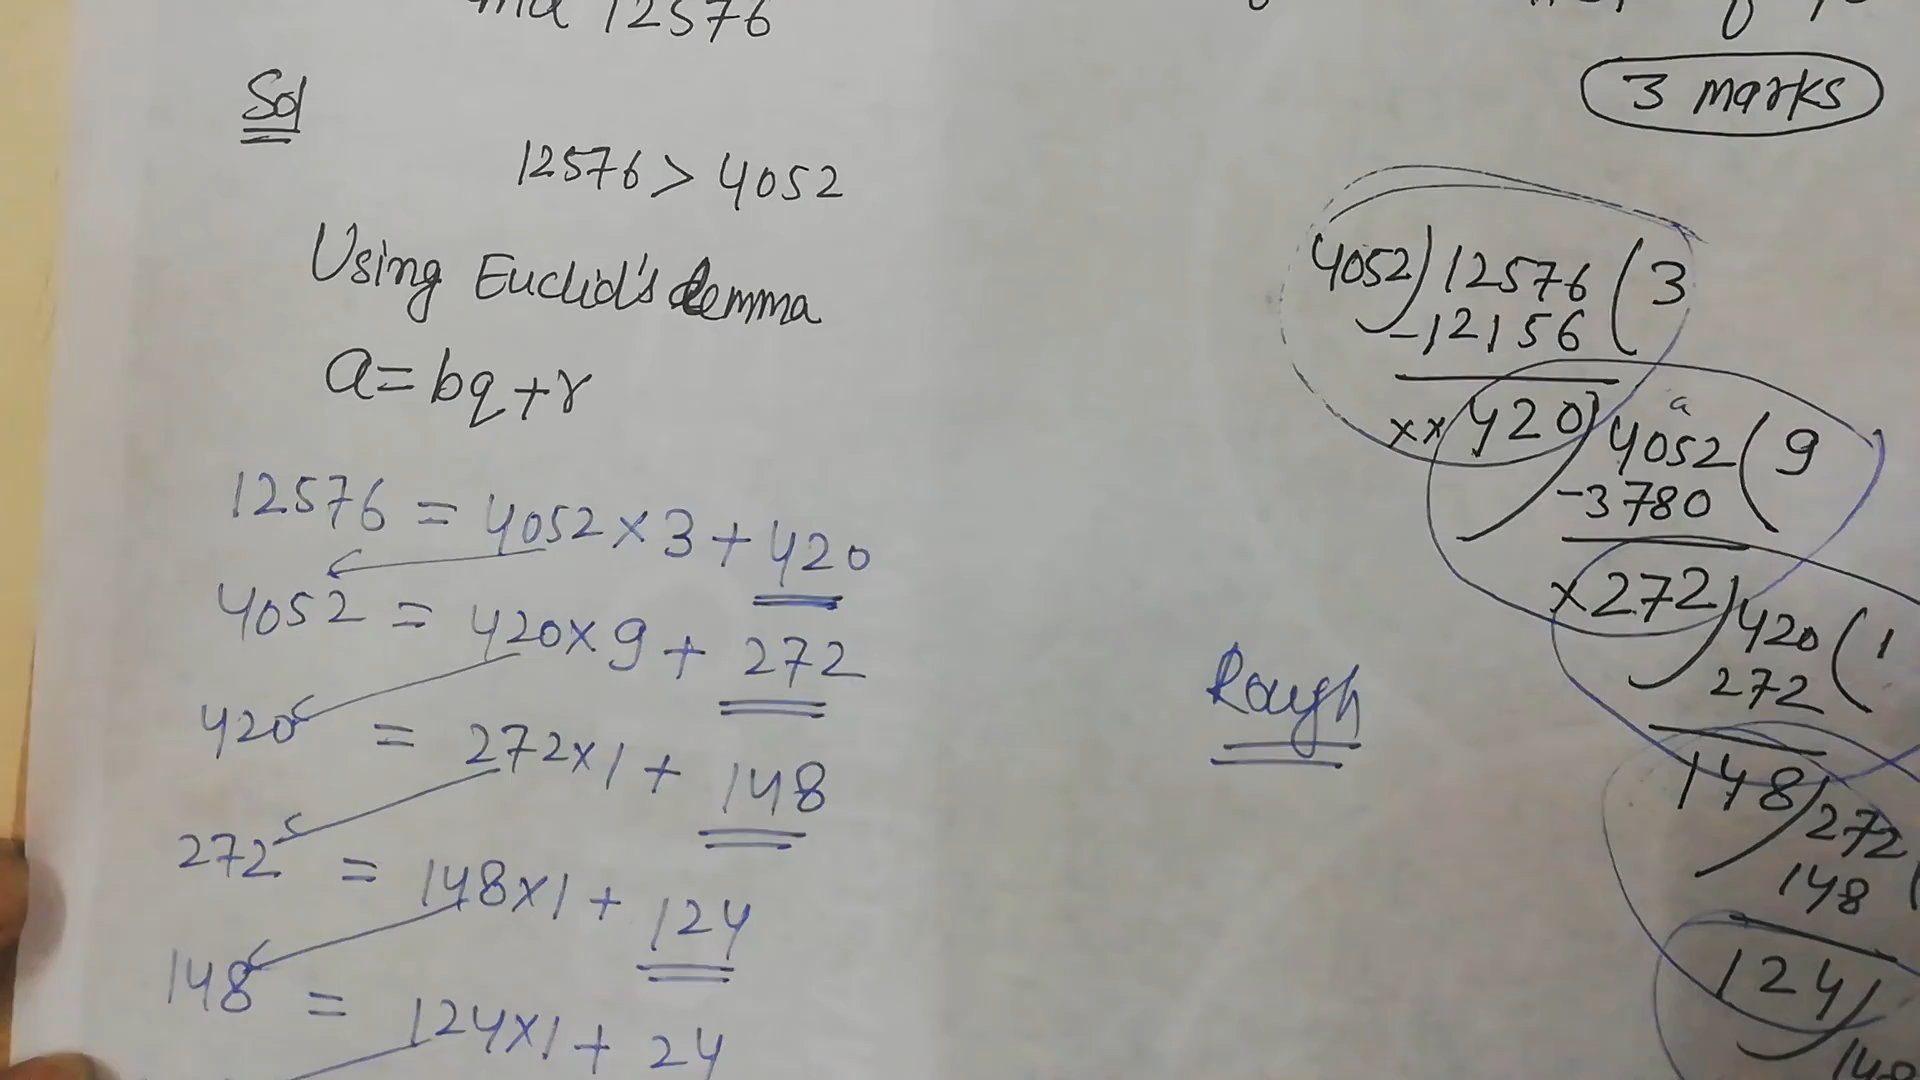 12576
Sol
12576 > 4052
Using Euclid's Lemma
a = bq + r
12576 = 4052 × 3 + 420
4052 = 420 × 9 + 272
420 = 272 × 1 + 148
272 = 148 × 1 + 124
148 = 124 × 1 + 24
3 marks
4052) 12576 ( 3
-12156
×× 420) 4052 ( 9
-3780
× 272) 420 ( 1
272
148) 272 (
148
124)
Rough